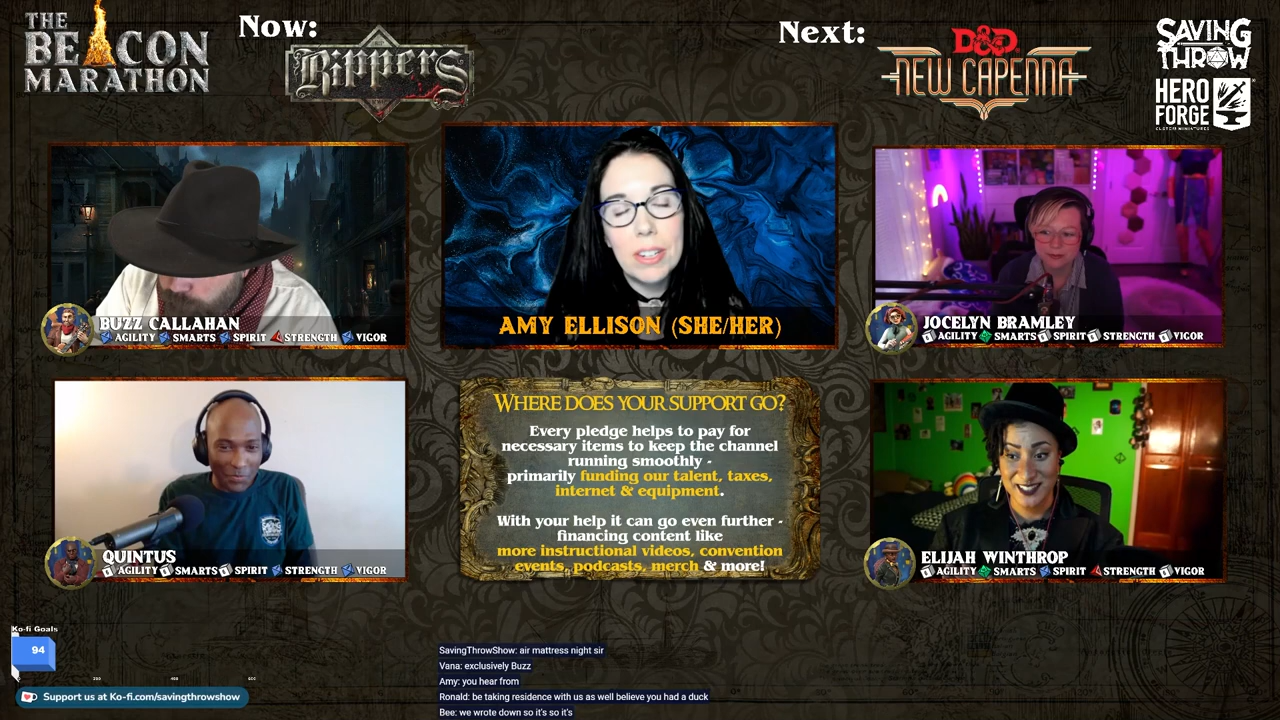 THE
BEACON
MARATHON
Now:
Rippers
Next:
D&D
NEW CAPENNA
SAVING
THROW
HERO
FORGE
CUSTOM MINIATURES
BUZZ CALLAHAN
AGILITY SMARTS SPIRIT STRENGTH VIGOR
AMY ELLISON (SHE/HER)
JOCELYN BRAMLEY
AGILITY SMARTS SPIRIT STRENGTH VIGOR
QUINTUS
AGILITY SMARTS SPIRIT STRENGTH VIGOR
WHERE DOES YOUR SUPPORT GO?
Every pledge helps to pay for
necessary items to keep the channel
running smoothly -
primarily funding our talent, taxes,
internet & equipment.
With your help it can go even further -
financing content like
more instructional videos, convention
events, podcasts, merch & more!
ELIJAH WINTHROP
AGILITY SMARTS SPIRIT STRENGTH VIGOR
Ko-fi Goals
94
200 400 600
Support us at Ko-fi.com/savingthrowshow
SavingThrowShow: air mattress night sir
Vana: exclusively Buzz
Amy: you hear from
Ronald: be taking residence with us as well believe you had a duck
Bee: we wrote down so it's so it's